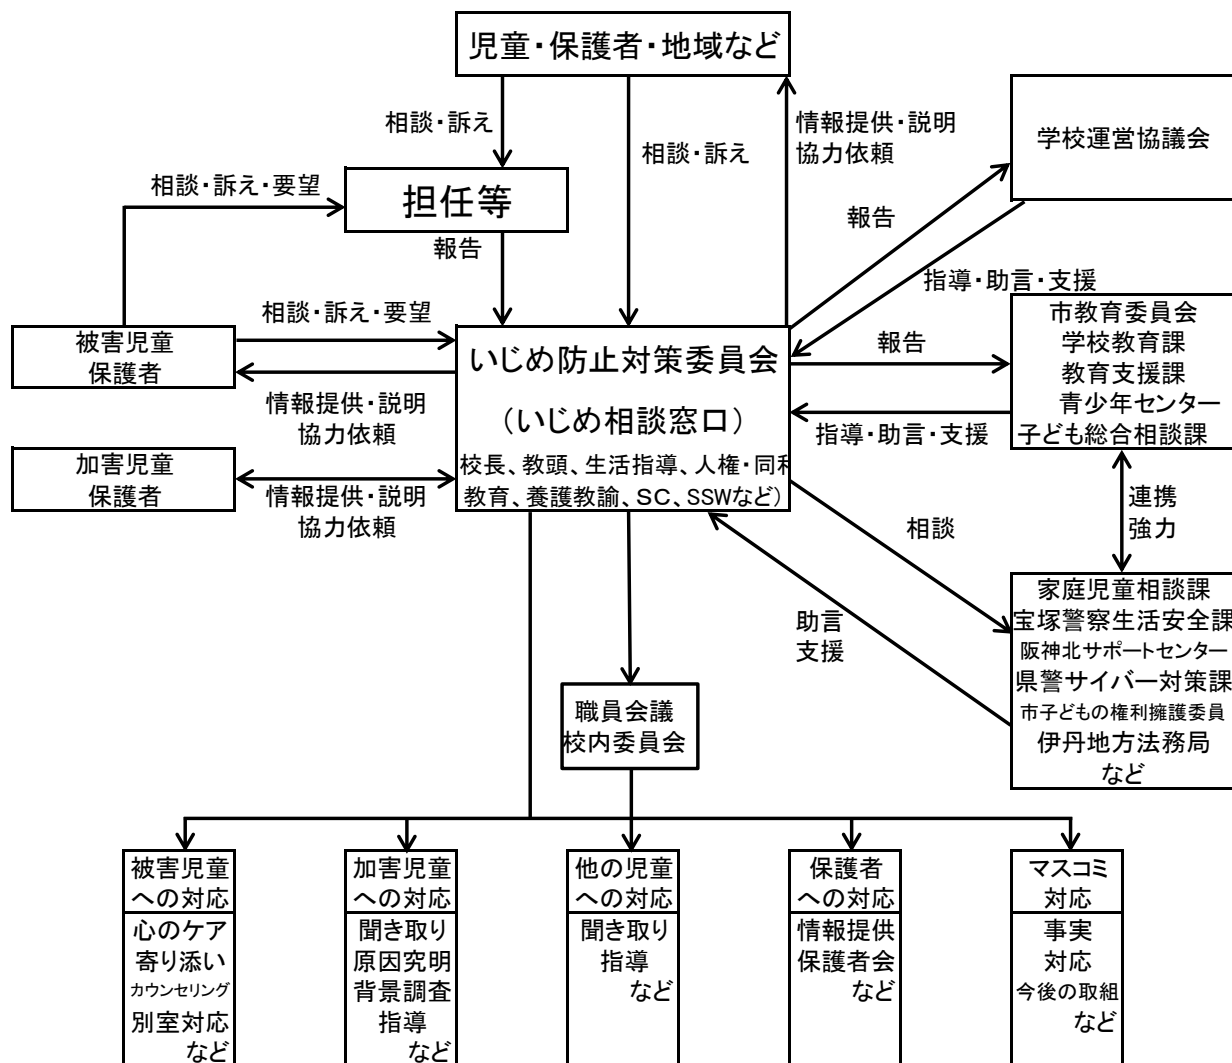 児童・保護者・地域など
相談・訴え
相談・訴え
情報提供・説明
協力依頼
学校運営協議会
相談・訴え・要望
担任等
報告
報告
指導・助言・支援
相談・訴え・要望
被害児童
保護者
情報提供・説明
協力依頼
いじめ防止対策委員会
（いじめ相談窓口）
校長、教頭、生活指導、人権・同和
教育、養護教諭、SC、SSWなど）
報告
指導・助言・支援
市教育委員会
学校教育課
教育支援課
青少年センター
子ども総合相談課
加害児童
保護者
情報提供・説明
協力依頼
連携
強力
相談
助言
支援
家庭児童相談課
宝塚警察生活安全課
阪神北サポートセンター
県警サイバー対策課
市子どもの権利擁護委員
伊丹地方法務局
など
職員会議
校内委員会
被害児童
への対応
心のケア
寄り添い
カウンセリング
別室対応
など
加害児童
への対応
聞き取り
原因究明
背景調査
指導
など
他の児童
への対応
聞き取り
指導
など
保護者
への対応
情報提供
保護者会
など
マスコミ
対応
事実
対応
今後の取組
など